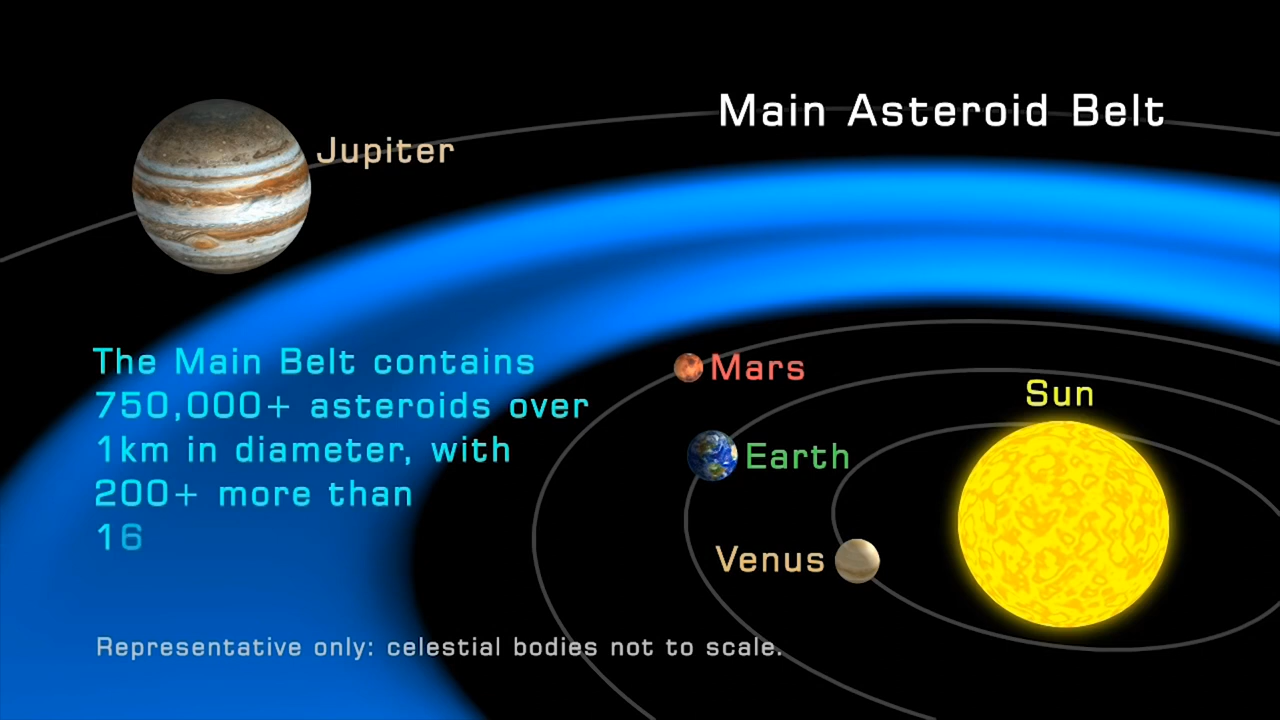 Main Asteroid Belt
Jupiter
The Main Belt contains
750,000+ asteroids over
1km in diameter, with
200+ more than
16
Mars
Sun
Earth
Venus
Representative only: celestial bodies not to scale.